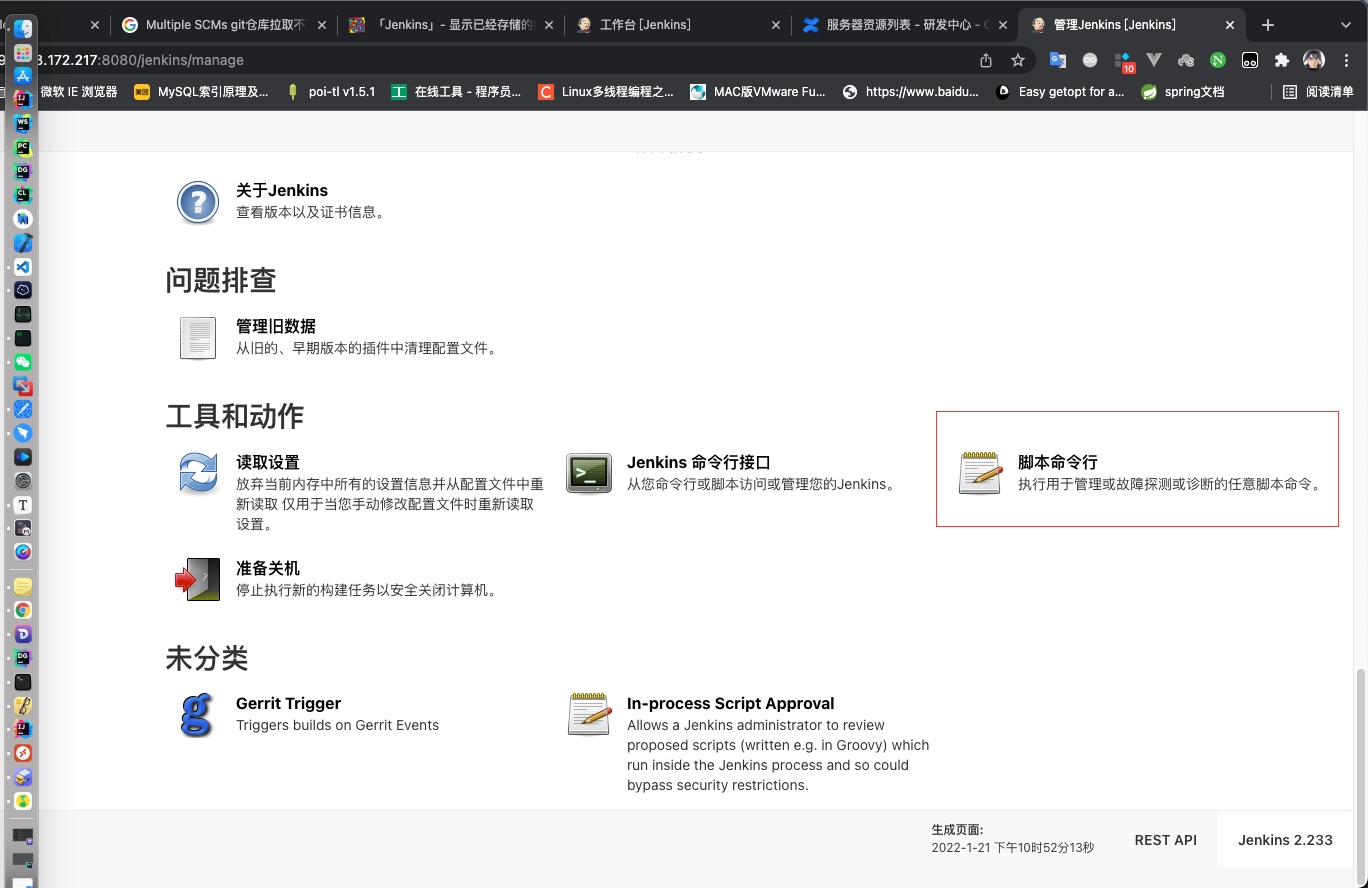 Multiple SCMs git仓库拉取不
「Jenkins」- 显示已经存储的
工作台 [Jenkins]
服务器资源列表 - 研发中心 - C
管理Jenkins [Jenkins]
3.172.217:8080/jenkins/manage
10
微软 IE 浏览器
美团
MySQL索引原理及...
poi-tl v1.5.1
工
在线工具 - 程序员...
C
Linux多线程编程之...
MAC版VMware Fu...
https://www.baidu...
Easy getopt for a...
spring文档
阅读清单
关于Jenkins
查看版本以及证书信息。
问题排查
管理旧数据
从旧的、早期版本的插件中清理配置文件。
工具和动作
读取设置
放弃当前内存中所有的设置信息并从配置文件中重
新读取 仅用于当您手动修改配置文件时重新读取
设置。
Jenkins 命令行接口
从您命令行或脚本访问或管理您的Jenkins。
脚本命令行
执行用于管理或故障探测或诊断的任意脚本命令。
准备关机
停止执行新的构建任务以安全关闭计算机。
未分类
Gerrit Trigger
Triggers builds on Gerrit Events
In-process Script Approval
Allows a Jenkins administrator to review
proposed scripts (written e.g. in Groovy) which
run inside the Jenkins process and so could
bypass security restrictions.
生成页面:
2022-1-21 下午10时52分13秒
REST API
Jenkins 2.233